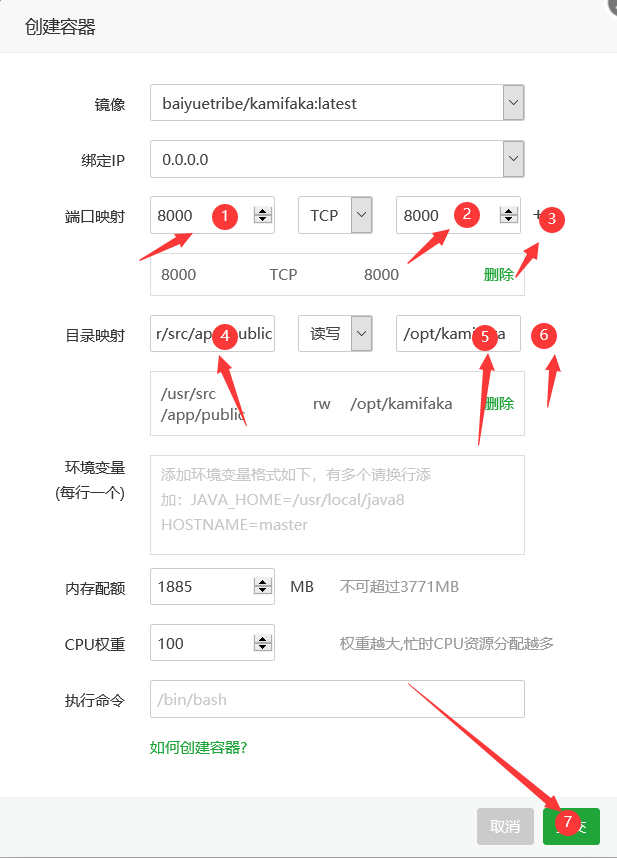 创建容器
镜像 baiyuetribe/kamifaka:latest
绑定IP 0.0.0.0
端口映射 8000 1 TCP 8000 2 + 3
8000 TCP 8000 删除
目录映射 r/src/app 4 public 读写 /opt/kamifaka 5 6
/usr/src
/app/public rw /opt/kamifaka 删除
环境变量
(每行一个)
添加环境变量格式如下，有多个请换行添
加：JAVA_HOME=/usr/local/java8
HOSTNAME=master
内存配额 1885 MB 不可超过3771MB
CPU权重 100 权重越大,忙时CPU资源分配越多
执行命令 /bin/bash
如何创建容器?
取消 7 交